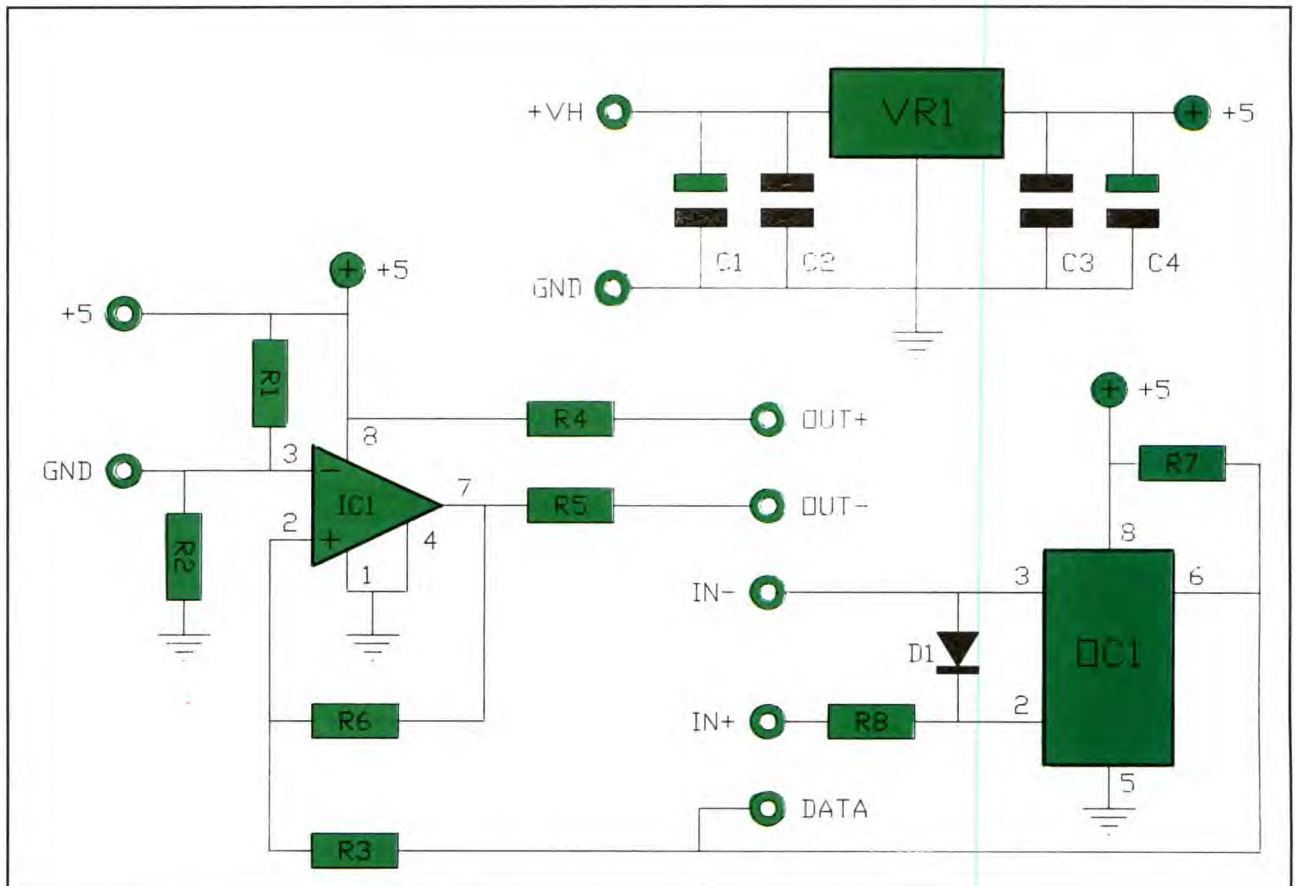 +VH
VR1
+5
C1
C2
C3
C4
GND
+5
+5
R1
+5
GND
3
8
R4
OUT+
R7
IC1
7
R5
OUT-
2
4
R2
1
8
IN-
3
6
D1
OC1
R6
IN+
R8
2
5
DATA
R3